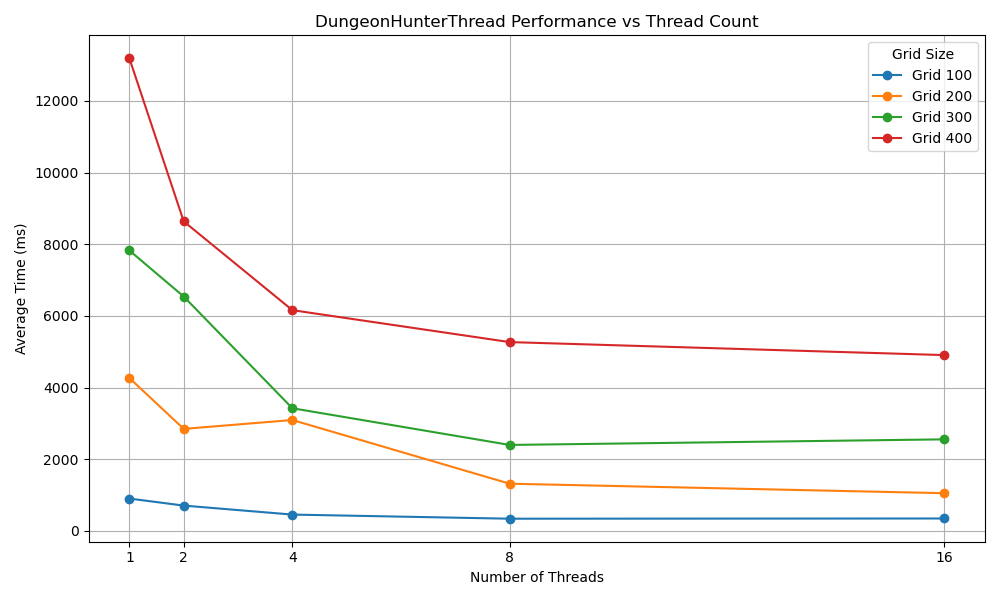 DungeonHunterThread Performance vs Thread Count
Grid Size
Grid 100
Grid 200
Grid 300
Grid 400
Average Time (ms)
12000
10000
8000
6000
4000
2000
0
1 2 4 8 16
Number of Threads